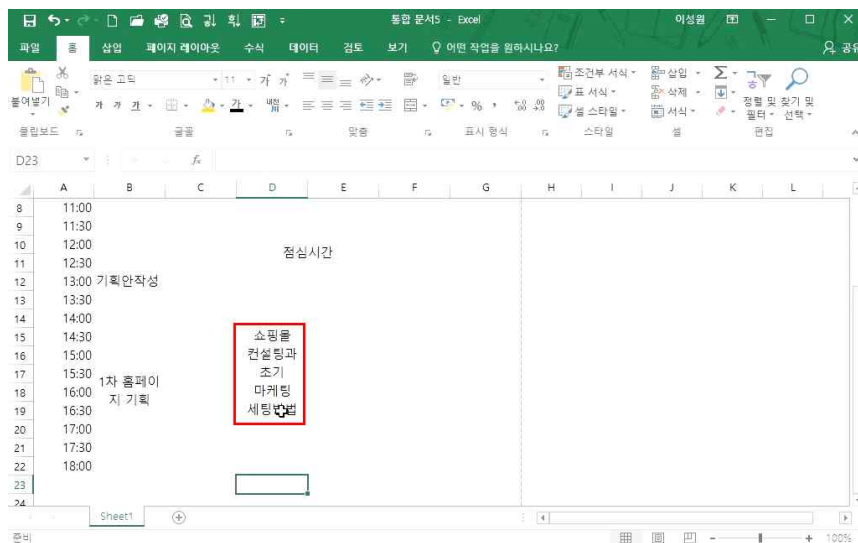 통합 문서5 - Excel
이성원
파일 홈 삽입 페이지 레이아웃 수식 데이터 검토 보기 어떤 작업을 원하시나요? 공유
붙여넣기
맑은 고딕 11 가 가
가 가 가 가
일반
% ,
조건부 서식
표 서식
셀 스타일
삽입
삭제
서식
정렬 및 필터
찾기 및 선택
클립보드 글꼴 맞춤 표시 형식 스타일 셀 편집
D23 fx
A B C D E F G H I J K L
8 11:00
9 11:30
10 12:00
점심시간
11 12:30
12 13:00 기획안작성
13 13:30
14 14:00
15 14:30 쇼핑몰
16 15:00 컨설팅과
17 15:30 초기
1차 홈페이
18 16:00 마케팅
지 기획
19 16:30 세팅방법
20 17:00
21 17:30
22 18:00
23
24
Sheet1
준비 100%